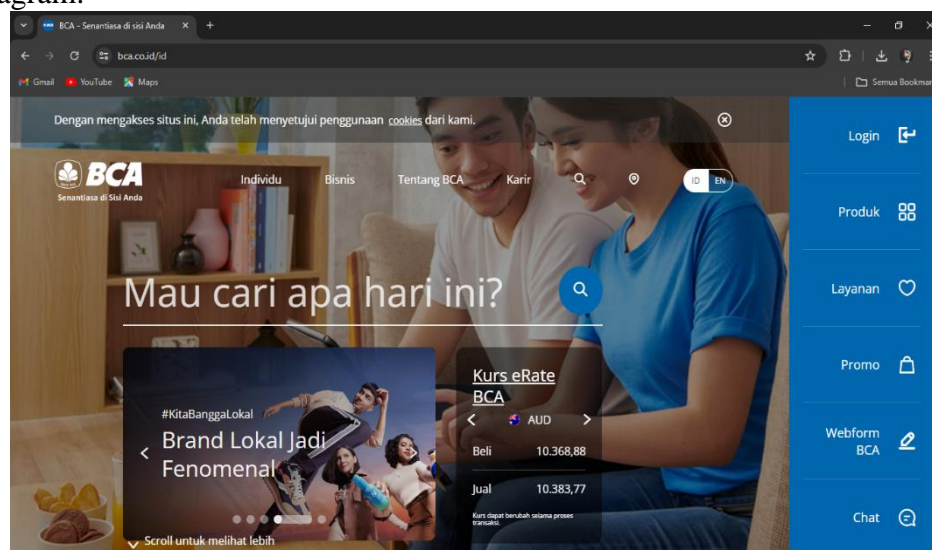 agram.
BCA - Senantiasa di sisi Anda
bca.co.id/id
Gmail YouTube Maps Semua Bookmar
Dengan mengakses situs ini, Anda telah menyetujui penggunaan cookies dari kami.
BCA
Senantiasa di Sisi Anda
Individu Bisnis Tentang BCA Karir ID EN
Mau cari apa hari ini?
#KitaBanggaLokal
Brand Lokal Jadi
Fenomenal
Scroll untuk melihat lebih
Kurs eRate
BCA
AUD
Beli 10.368,88
Jual 10.383,77
Kurs dapat berubah selama proses
transaksi.
Login
Produk
Layanan
Promo
Webform
BCA
Chat